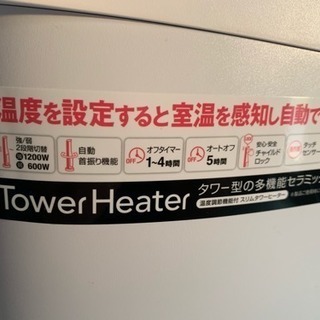 温度を設定すると室温を感知し自動で
強/弱
2段階切替
強 1200W
弱 600W
自動
首振り機能
OFF
オフタイマー
1~4時間
OFF
オートオフ
5時間
安心・安全
チャイルド
ロック
タッチ
センサー
Tower Heater
タワー型の多機能セラミッ
温度調節機能付 スリムタワーヒーター